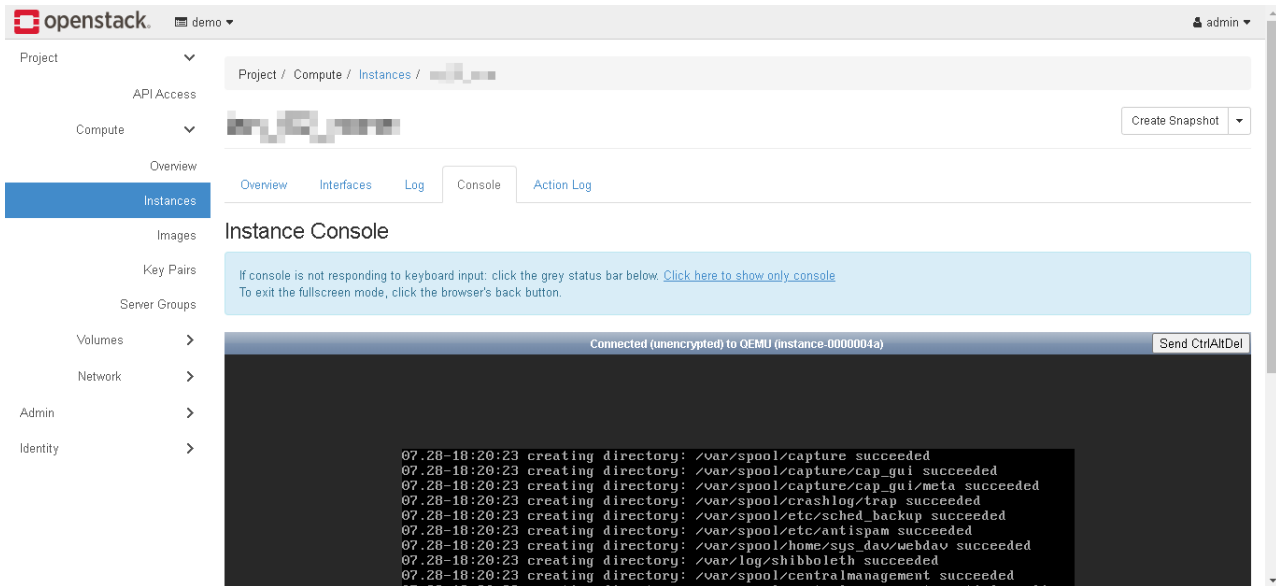 openstack. demo admin
Project
API Access
Compute
Overview
Instances
Images
Key Pairs
Server Groups
Volumes
Network
Admin
Identity
Project / Compute / Instances /
Create Snapshot
Overview Interfaces Log Console Action Log
Instance Console
If console is not responding to keyboard input: click the grey status bar below. Click here to show only console
To exit the fullscreen mode, click the browser's back button.
Connected (unencrypted) to QEMU (instance-0000004a) Send CtrlAltDel
07.28-18:20:23 creating directory: /var/spool/capture succeeded
07.28-18:20:23 creating directory: /var/spool/capture/cap_gui succeeded
07.28-18:20:23 creating directory: /var/spool/capture/cap_gui/meta succeeded
07.28-18:20:23 creating directory: /var/spool/crashlog/trap succeeded
07.28-18:20:23 creating directory: /var/spool/etc/sched_backup succeeded
07.28-18:20:23 creating directory: /var/spool/etc/antispam succeeded
07.28-18:20:23 creating directory: /var/spool/home/sys_dav/webdav succeeded
07.28-18:20:23 creating directory: /var/log/shibboleth succeeded
07.28-18:20:23 creating directory: /var/spool/centralmanagement succeeded